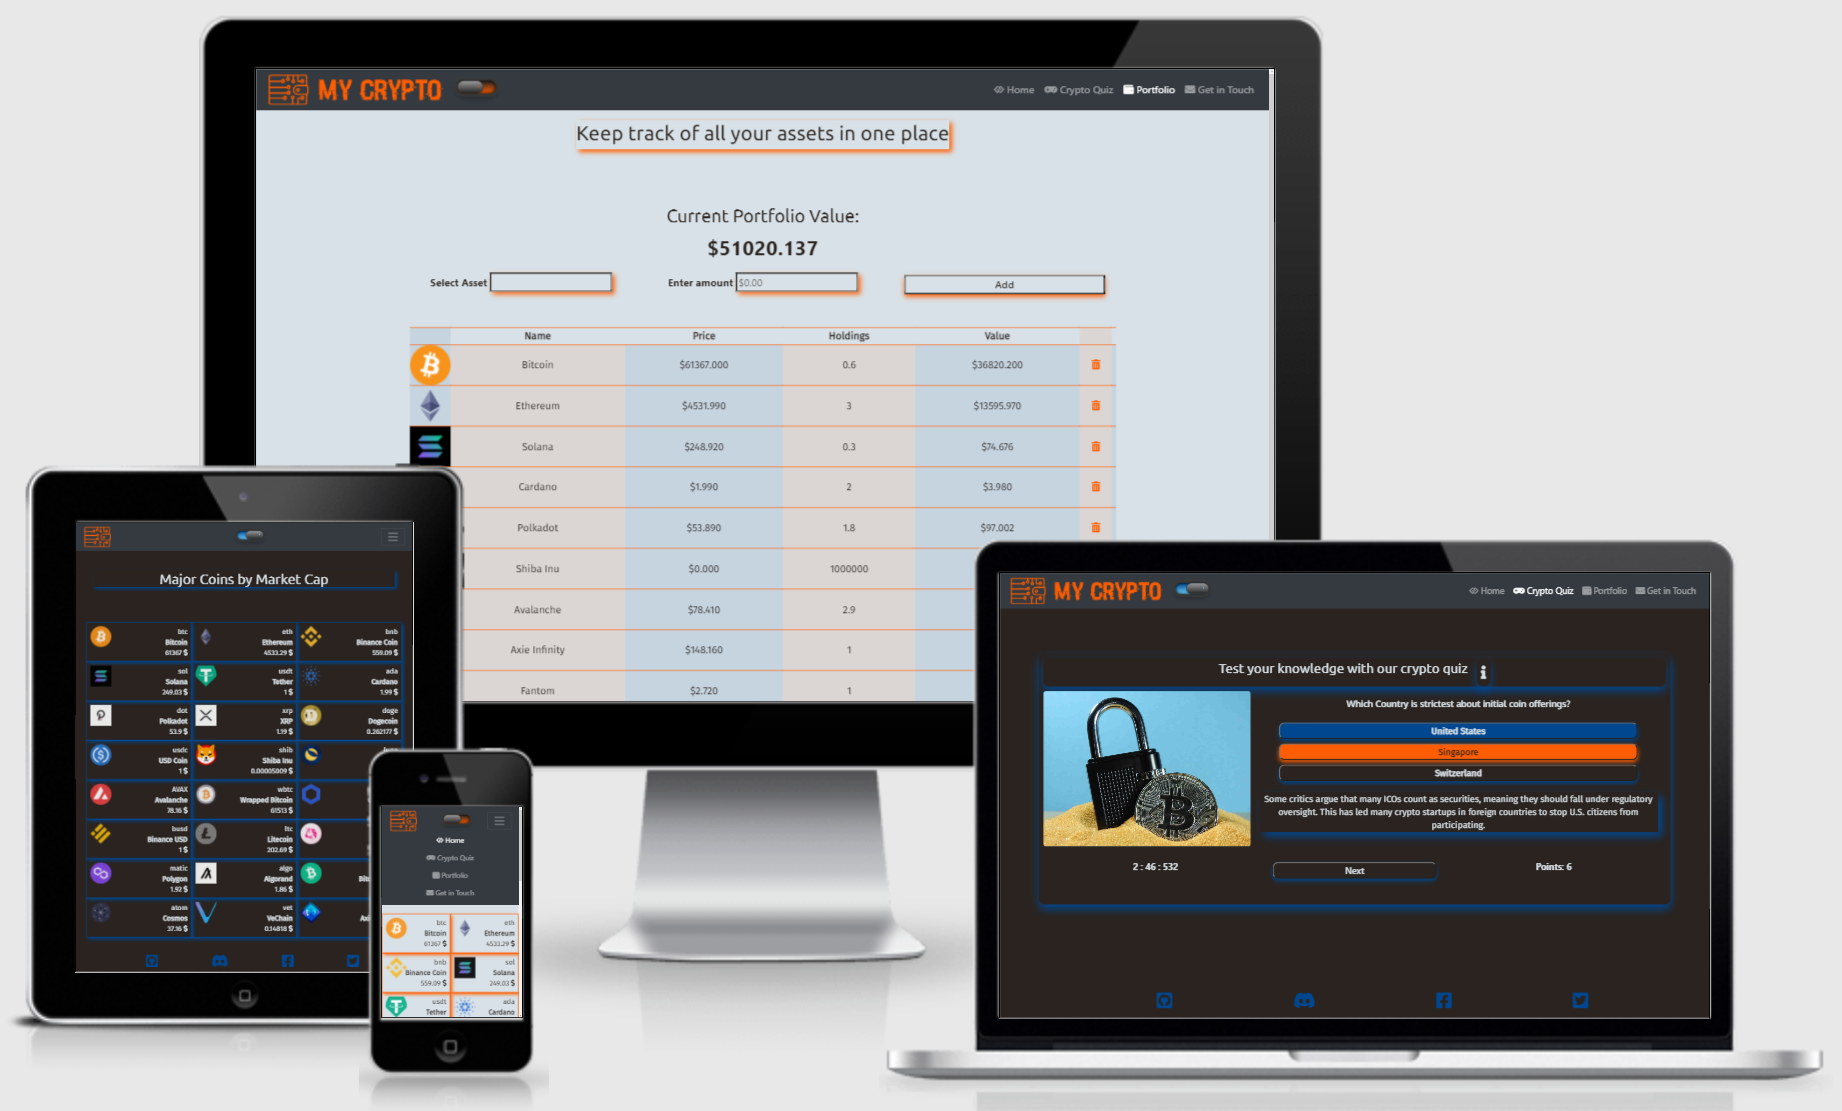 MY CRYPTO
Home Crypto Quiz Portfolio Get in Touch
Keep track of all your assets in one place
Current Portfolio Value:
$51020.137
Select Asset Enter amount $0.00 Add
Name Price Holdings Value
Bitcoin $61367.000 0.6 $36820.200
Ethereum $4531.990 3 $13595.970
Solana $248.920 0.3 $74.676
Cardano $1.990 2 $3.980
Polkadot $53.890 1.8 $97.002
Shiba Inu $0.000 1000000
Avalanche $78.410 2.9
Axie Infinity $148.160 1
Fantom $2.720 1
Major Coins by Market Cap
btc eth bnb
Bitcoin Ethereum Binance Coin
61367 $ 4533.29 $ 559.09 $
sol usdt ada
Solana Tether Cardano
249.03 $ 1 $ 1.99 $
dot xrp doge
Polkadot XRP Dogecoin
53.9 $ 1.19 $ 0.262177 $
usdc shib
USD Coin Shiba Inu
1 $ 0.00005009 $
AVAX wbtc
Avalanche Wrapped Bitcoin
78.16 $ 61513 $
busd ltc
Binance USD Litecoin
1 $ 202.69 $
matic algo
Polygon Algorand Bit
1.92 $ 1.86 $
atom vet
Cosmos VeChain Axi
37.16 $ 0.14818 $
Home
Crypto Quiz
Portfolio
Get in Touch
btc eth
Bitcoin Ethereum
61367 $ 4533.29 $
bnb sol
Binance Coin Solana
559.09 $ 249.03 $
usdt ada
Tether Cardano
MY CRYPTO
Home Crypto Quiz Portfolio Get in Touch
Test your knowledge with our crypto quiz
Which Country is strictest about initial coin offerings?
United States
Singapore
Switzerland
Some critics argue that many ICOs count as securities, meaning they should fall under regulatory
oversight. This has led many crypto startups in foreign countries to stop U.S. citizens from
participating.
2 : 46 : 532 Next Points: 6